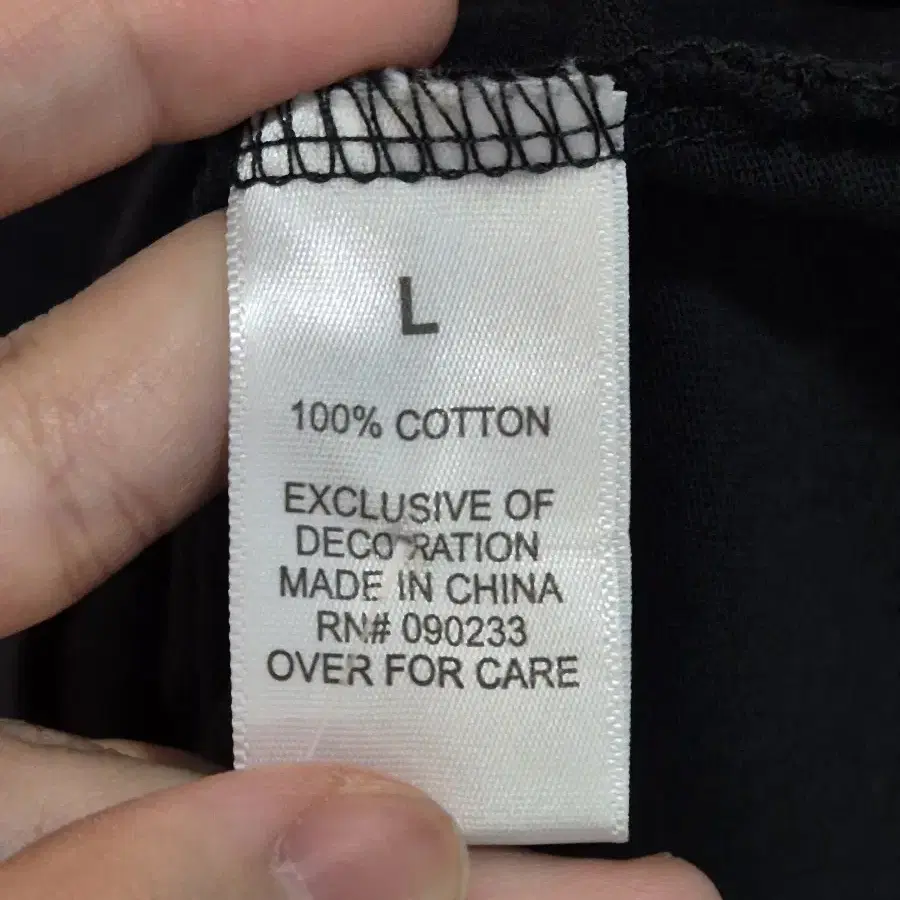 L
100% COTTON
EXCLUSIVE OF
DECORATION
MADE IN CHINA
RN# 090233
OVER FOR CARE